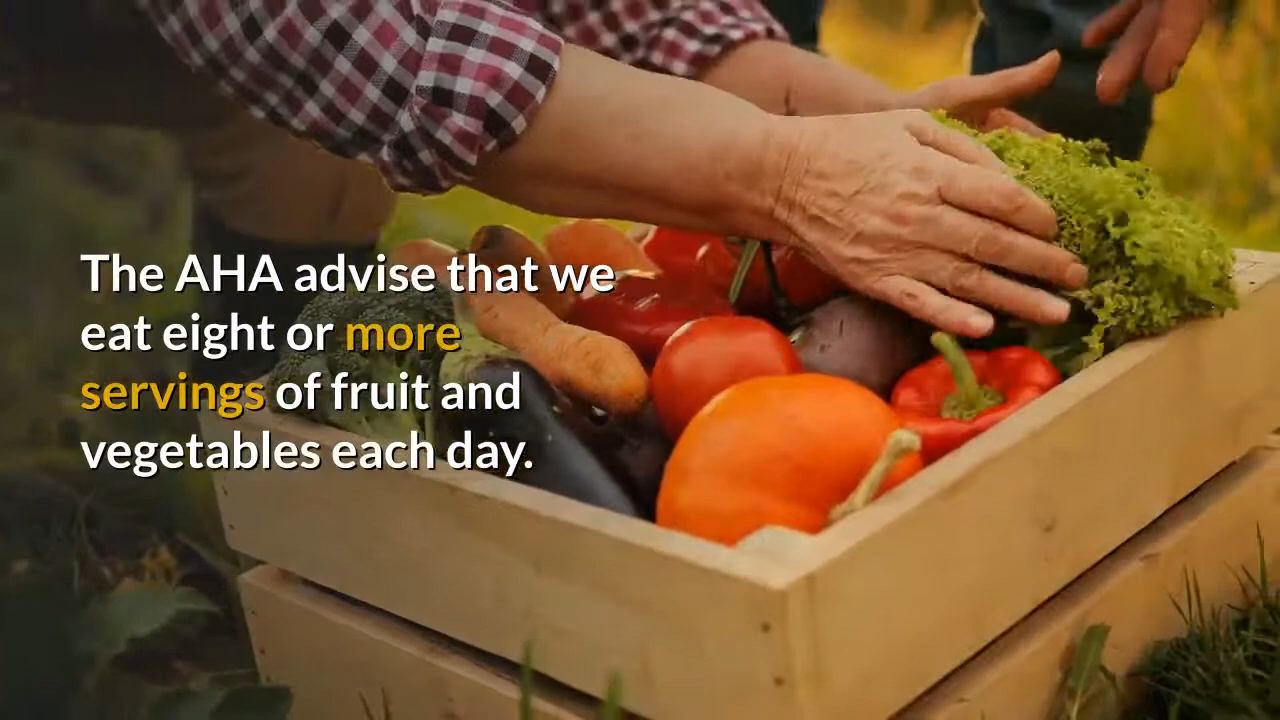 The AHA advise that we
eat eight or more
servings of fruit and
vegetables each day.